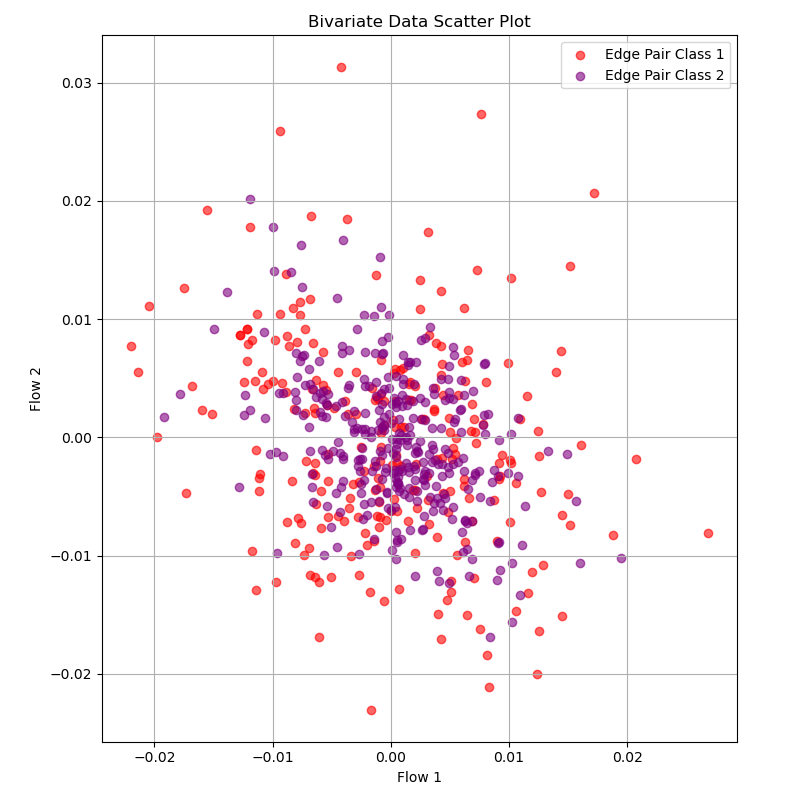 Bivariate Data Scatter Plot
Edge Pair Class 1
Edge Pair Class 2
0.03
0.02
0.01
0.00
−0.01
−0.02
Flow 2
−0.02
−0.01
0.00
0.01
0.02
Flow 1